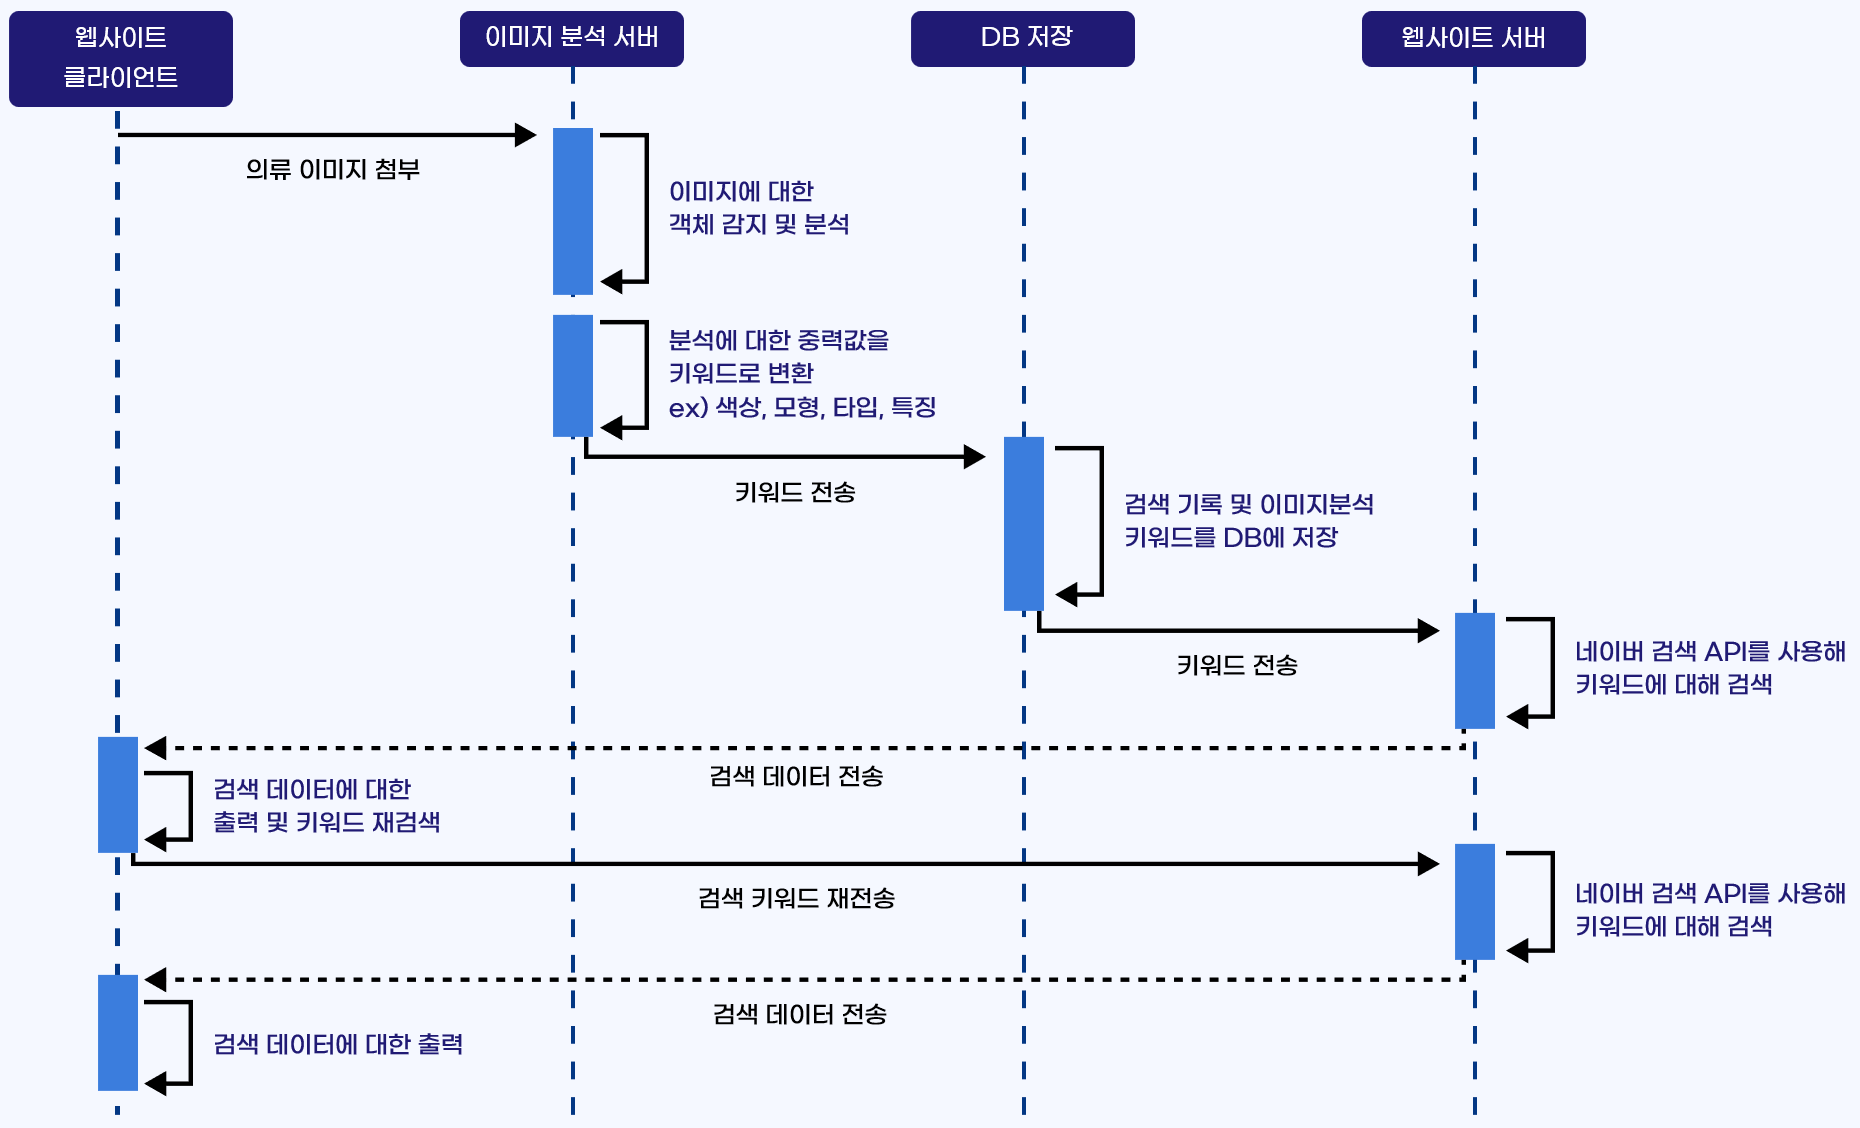 웹사이트
클라이언트
이미지 분석 서버
DB 저장
웹사이트 서버
의류 이미지 첨부
이미지에 대한
객체 감지 및 분석
분석에 대한 중력값을
키워드로 변환
ex) 색상, 모형, 타입, 특징
키워드 전송
검색 기록 및 이미지분석
키워드를 DB에 저장
키워드 전송
네이버 검색 API를 사용해
키워드에 대해 검색
검색 데이터 전송
검색 데이터에 대한
출력 및 키워드 재검색
검색 키워드 재전송
네이버 검색 API를 사용해
키워드에 대해 검색
검색 데이터 전송
검색 데이터에 대한 출력